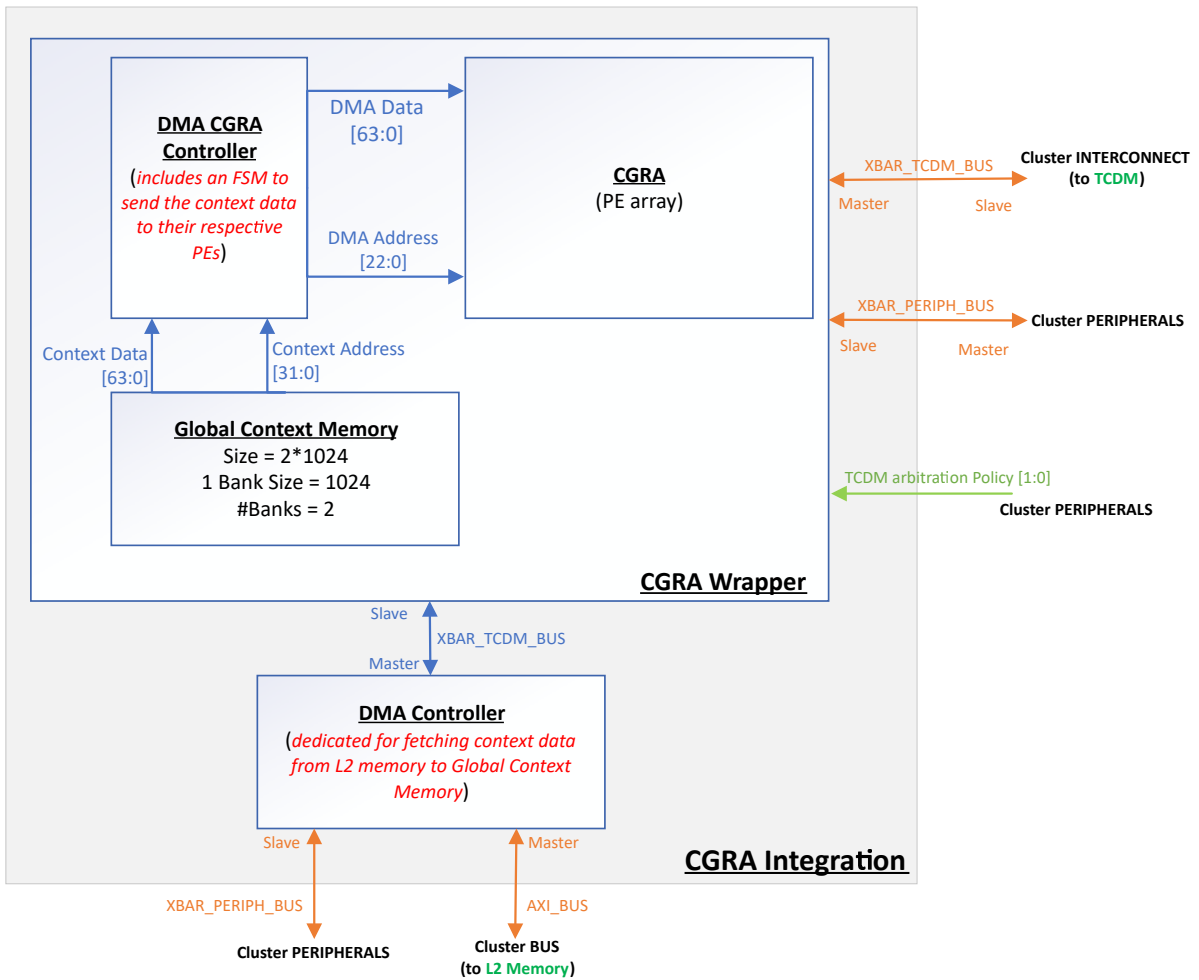 DMA CGRA
Controller
(includes an FSM to
send the context data
to their respective
PEs)
DMA Data
[63:0]
DMA Address
[22:0]
CGRA
(PE array)
XBAR_TCDM_BUS
Master
Slave
Cluster INTERCONNECT
(to TCDM)
XBAR_PERIPH_BUS
Slave
Master
Cluster PERIPHERALS
Context Data
[63:0]
Context Address
[31:0]
Global Context Memory
Size = 2*1024
1 Bank Size = 1024
#Banks = 2
TCDM arbitration Policy [1:0]
Cluster PERIPHERALS
CGRA Wrapper
Slave
XBAR_TCDM_BUS
Master
DMA Controller
(dedicated for fetching context data
from L2 memory to Global Context
Memory)
Slave
Master
CGRA Integration
XBAR_PERIPH_BUS
AXI_BUS
Cluster PERIPHERALS
Cluster BUS
(to L2 Memory)